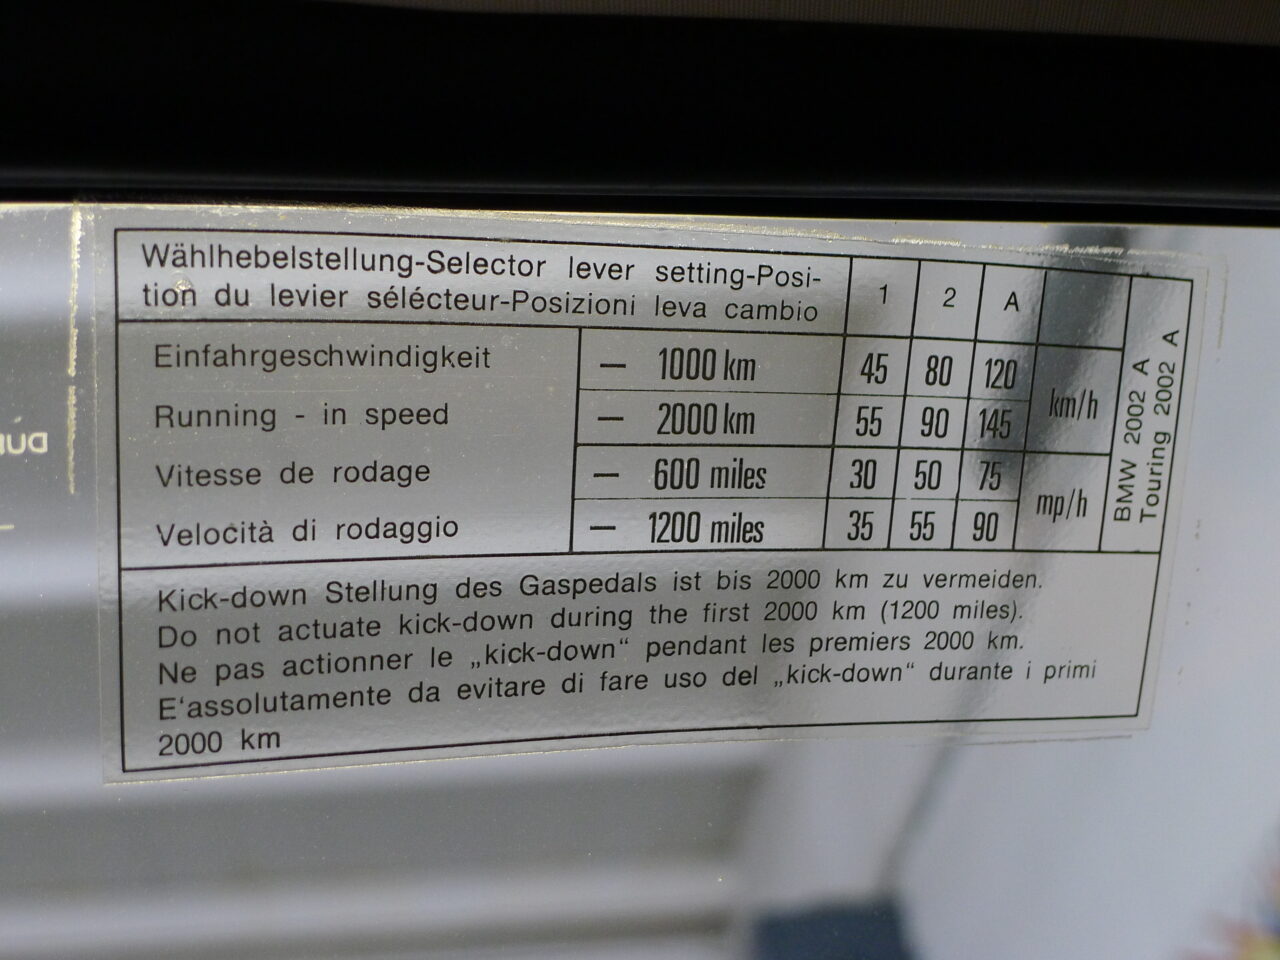 Wählhebelstellung-Selector lever setting-Posi-
tion du levier sélécteur-Posizioni leva cambio
1 2 A
Einfahrgeschwindigkeit — 1000 km 45 80 120
Running - in speed — 2000 km 55 90 145
km/h
Vitesse de rodage — 600 miles 30 50 75
Velocità di rodaggio — 1200 miles 35 55 90
mp/h
BMW 2002 A
Touring 2002 A
Kick-down Stellung des Gaspedals ist bis 2000 km zu vermeiden.
Do not actuate kick-down during the first 2000 km (1200 miles).
Ne pas actionner le „kick-down“ pendant les premiers 2000 km.
E‘assolutamente da evitare di fare uso del „kick-down“ durante i primi
2000 km